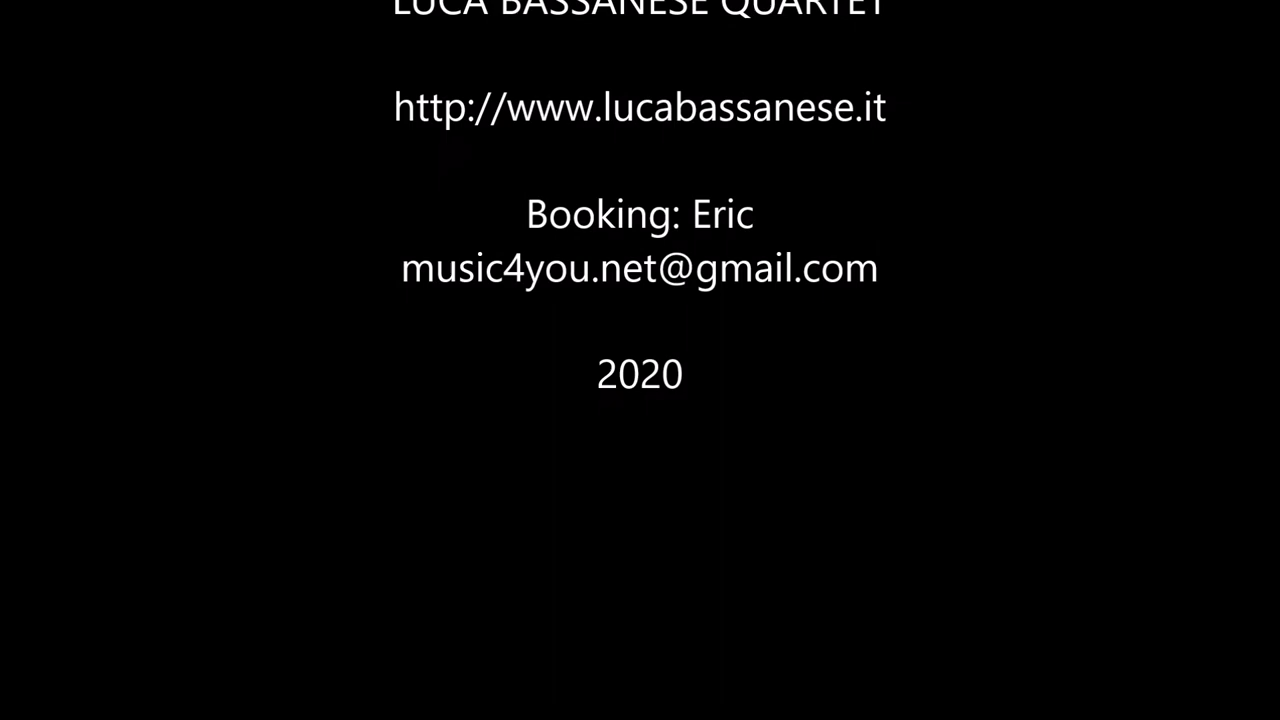 LUCA BASSANESE QUARTET
http://www.lucabassanese.it
Booking: Eric
music4you.net@gmail.com
2020